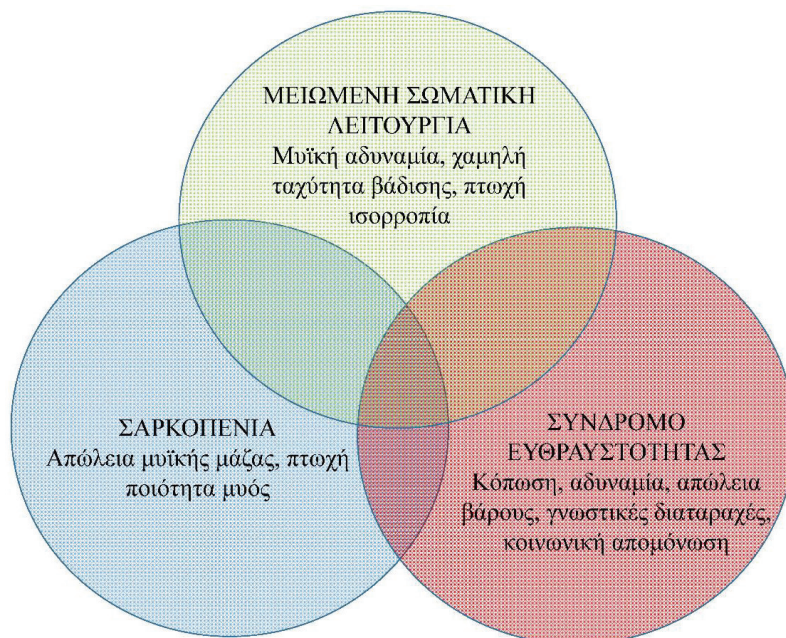 ΜΕΙΩΜΕΝΗ ΣΩΜΑΤΙΚΗ
ΛΕΙΤΟΥΡΓΙΑ
Μυϊκή αδυναμία, χαμηλή
ταχύτητα βάδισης, πτωχή
ισορροπία
ΣΑΡΚΟΠΕΝΙΑ
Απώλεια μυϊκής μάζας, πτωχή
ποιότητα μυός
ΣΥΝΔΡΟΜΟ
ΕΥΘΡΑΥΣΤΟΤΗΤΑΣ
Κόπωση, αδυναμία, απώλεια
βάρους, γνωστικές διαταραχές,
κοινωνική απομόνωση